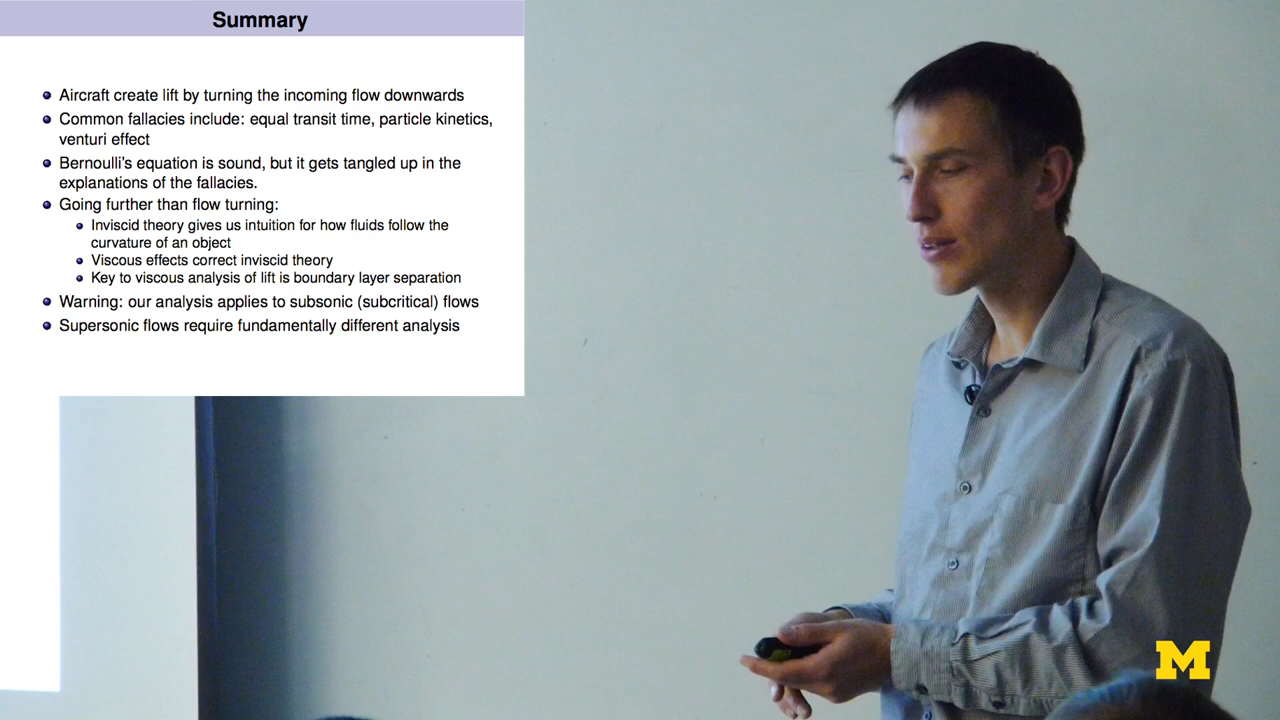 Summary
Aircraft create lift by turning the incoming flow downwards
Common fallacies include: equal transit time, particle kinetics,
venturi effect
Bernoulli's equation is sound, but it gets tangled up in the
explanations of the fallacies.
Going further than flow turning:
Inviscid theory gives us intuition for how fluids follow the
curvature of an object
Viscous effects correct inviscid theory
Key to viscous analysis of lift is boundary layer separation
Warning: our analysis applies to subsonic (subcritical) flows
Supersonic flows require fundamentally different analysis
M